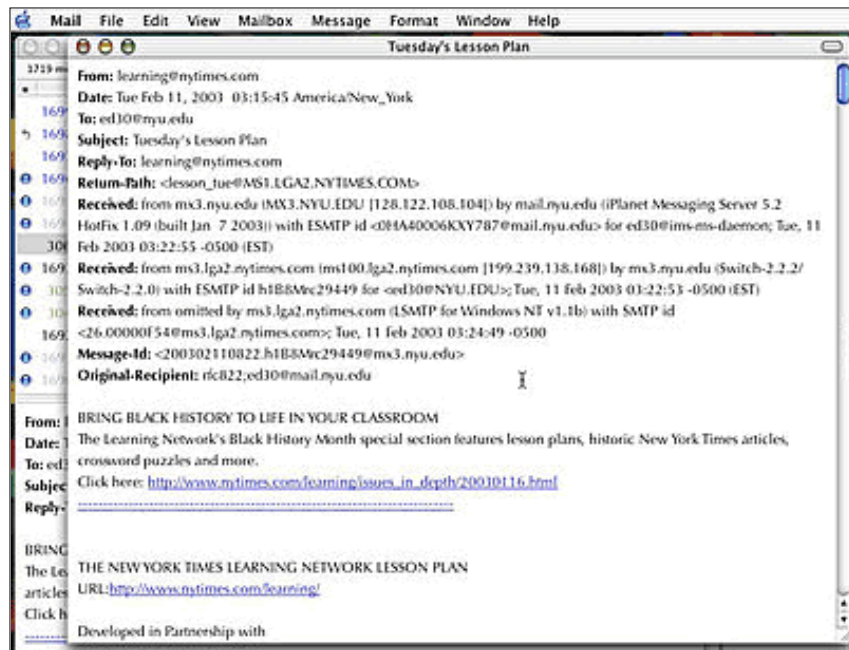 Mail File Edit View Mailbox Message Format Window Help
Tuesday's Lesson Plan
From: learning@nytimes.com
Date: Tue Feb 11, 2003 03:15:45 America/New_York
To: ed30@nyu.edu
Subject: Tuesday's Lesson Plan
Reply-To: learning@nytimes.com
Return-Path: <lesson_tue@MS1.LGA2.NYTIMES.COM>
Received: from mx3.nyu.edu (MX3.NYU.EDU [128.122.108.104]) by mail.nyu.edu (iPlanet Messaging Server 5.2
HotFix 1.09 (built Jan 7 2003)) with ESMTP id <0HA40006KXY787@mail.nyu.edu> for ed30@ims-ms-daemon; Tue, 11
Feb 2003 03:22:55 -0500 (EST)
Received: from ms3.lga2.nytimes.com (ms100.lga2.nytimes.com [199.239.138.168]) by mx3.nyu.edu (Switch-2.2.2/
Switch-2.2.0) with ESMTP id h1B8Mrc29449 for <ed30@NYU.EDU>; Tue, 11 Feb 2003 03:22:53 -0500 (EST)
Received: from omitted by ms3.lga2.nytimes.com (LSMTP for Windows NT v1.1b) with SMTP id
<26.00000F54@ms3.lga2.nytimes.com>; Tue, 11 Feb 2003 03:24:49 -0500
Message-Id: <200302110822.h1B8Mrc29449@mx3.nyu.edu>
Original-Recipient: rfc822;ed30@mail.nyu.edu
BRING BLACK HISTORY TO LIFE IN YOUR CLASSROOM
The Learning Network's Black History Month special section features lesson plans, historic New York Times articles,
crossword puzzles and more.
Click here: http://www.nytimes.com/learning/issues_in_depth/20030116.html
THE NEW YORK TIMES LEARNING NETWORK LESSON PLAN
URL:http://www.nytimes.com/learning/
Developed in Partnership with
From:
Date:
To: ed3
Subjec
Reply-
BRING
The Lea
articles
Click h